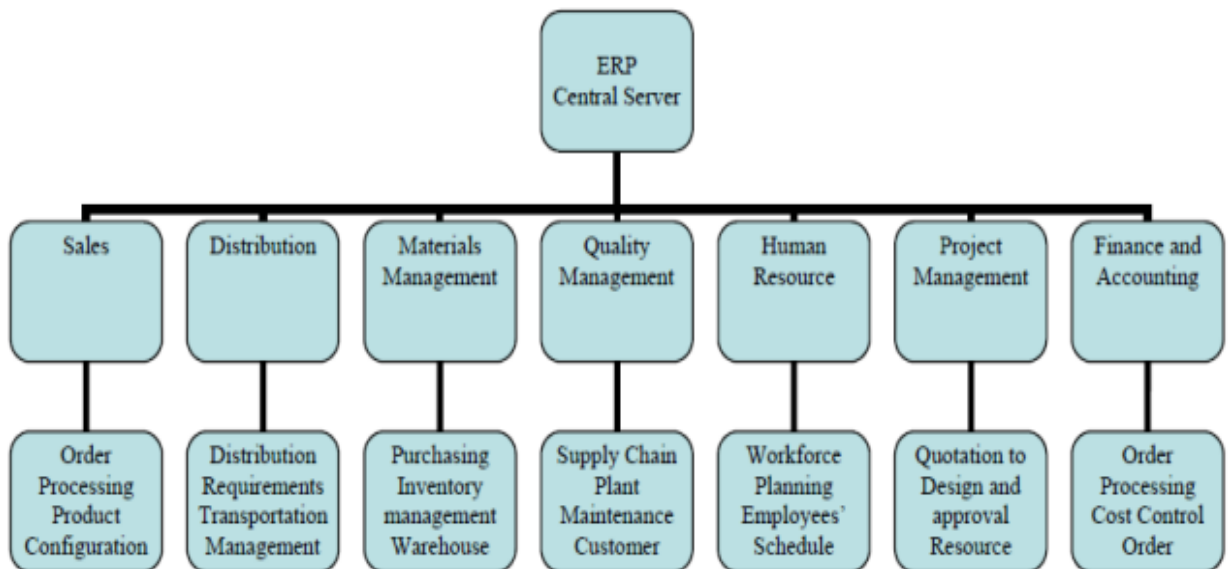 ERP
Central Server
Sales
Distribution
Materials
Management
Quality
Management
Human
Resource
Project
Management
Finance and
Accounting
Order
Processing
Product
Configuration
Distribution
Requirements
Transportation
Management
Purchasing
Inventory
management
Warehouse
Supply Chain
Plant
Maintenance
Customer
Workforce
Planning
Employees’
Schedule
Quotation to
Design and
approval
Resource
Order
Processing
Cost Control
Order